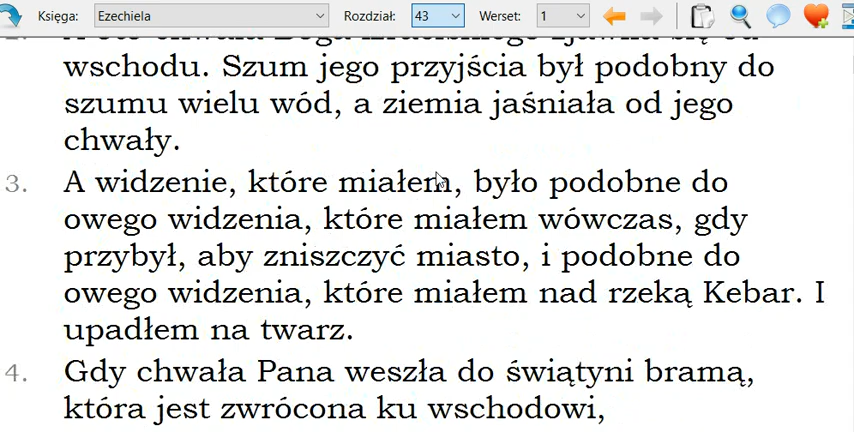 Księga: Ezechiela Rozdział: 43 Werset: 1
wschodu. Szum jego przyjścia był podobny do
szumu wielu wód, a ziemia jaśniała od jego
chwały.
3. A widzenie, które miałem, było podobne do
owego widzenia, które miałem wówczas, gdy
przybył, aby zniszczyć miasto, i podobne do
owego widzenia, które miałem nad rzeką Kebar. I
upadłem na twarz.
4. Gdy chwała Pana weszła do świątyni bramą,
która jest zwrócona ku wschodowi,